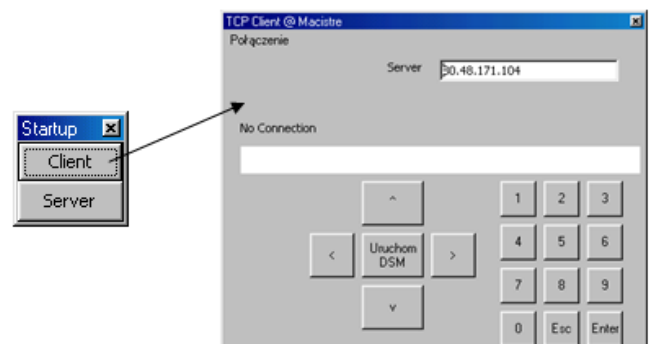 TCP Client @ Macistre
Połączenie
Server 30.48.171.104
No Connection
Startup
Client
Server
^
< Uruchom DSM >
v
1 2 3
4 5 6
7 8 9
0 Esc Enter